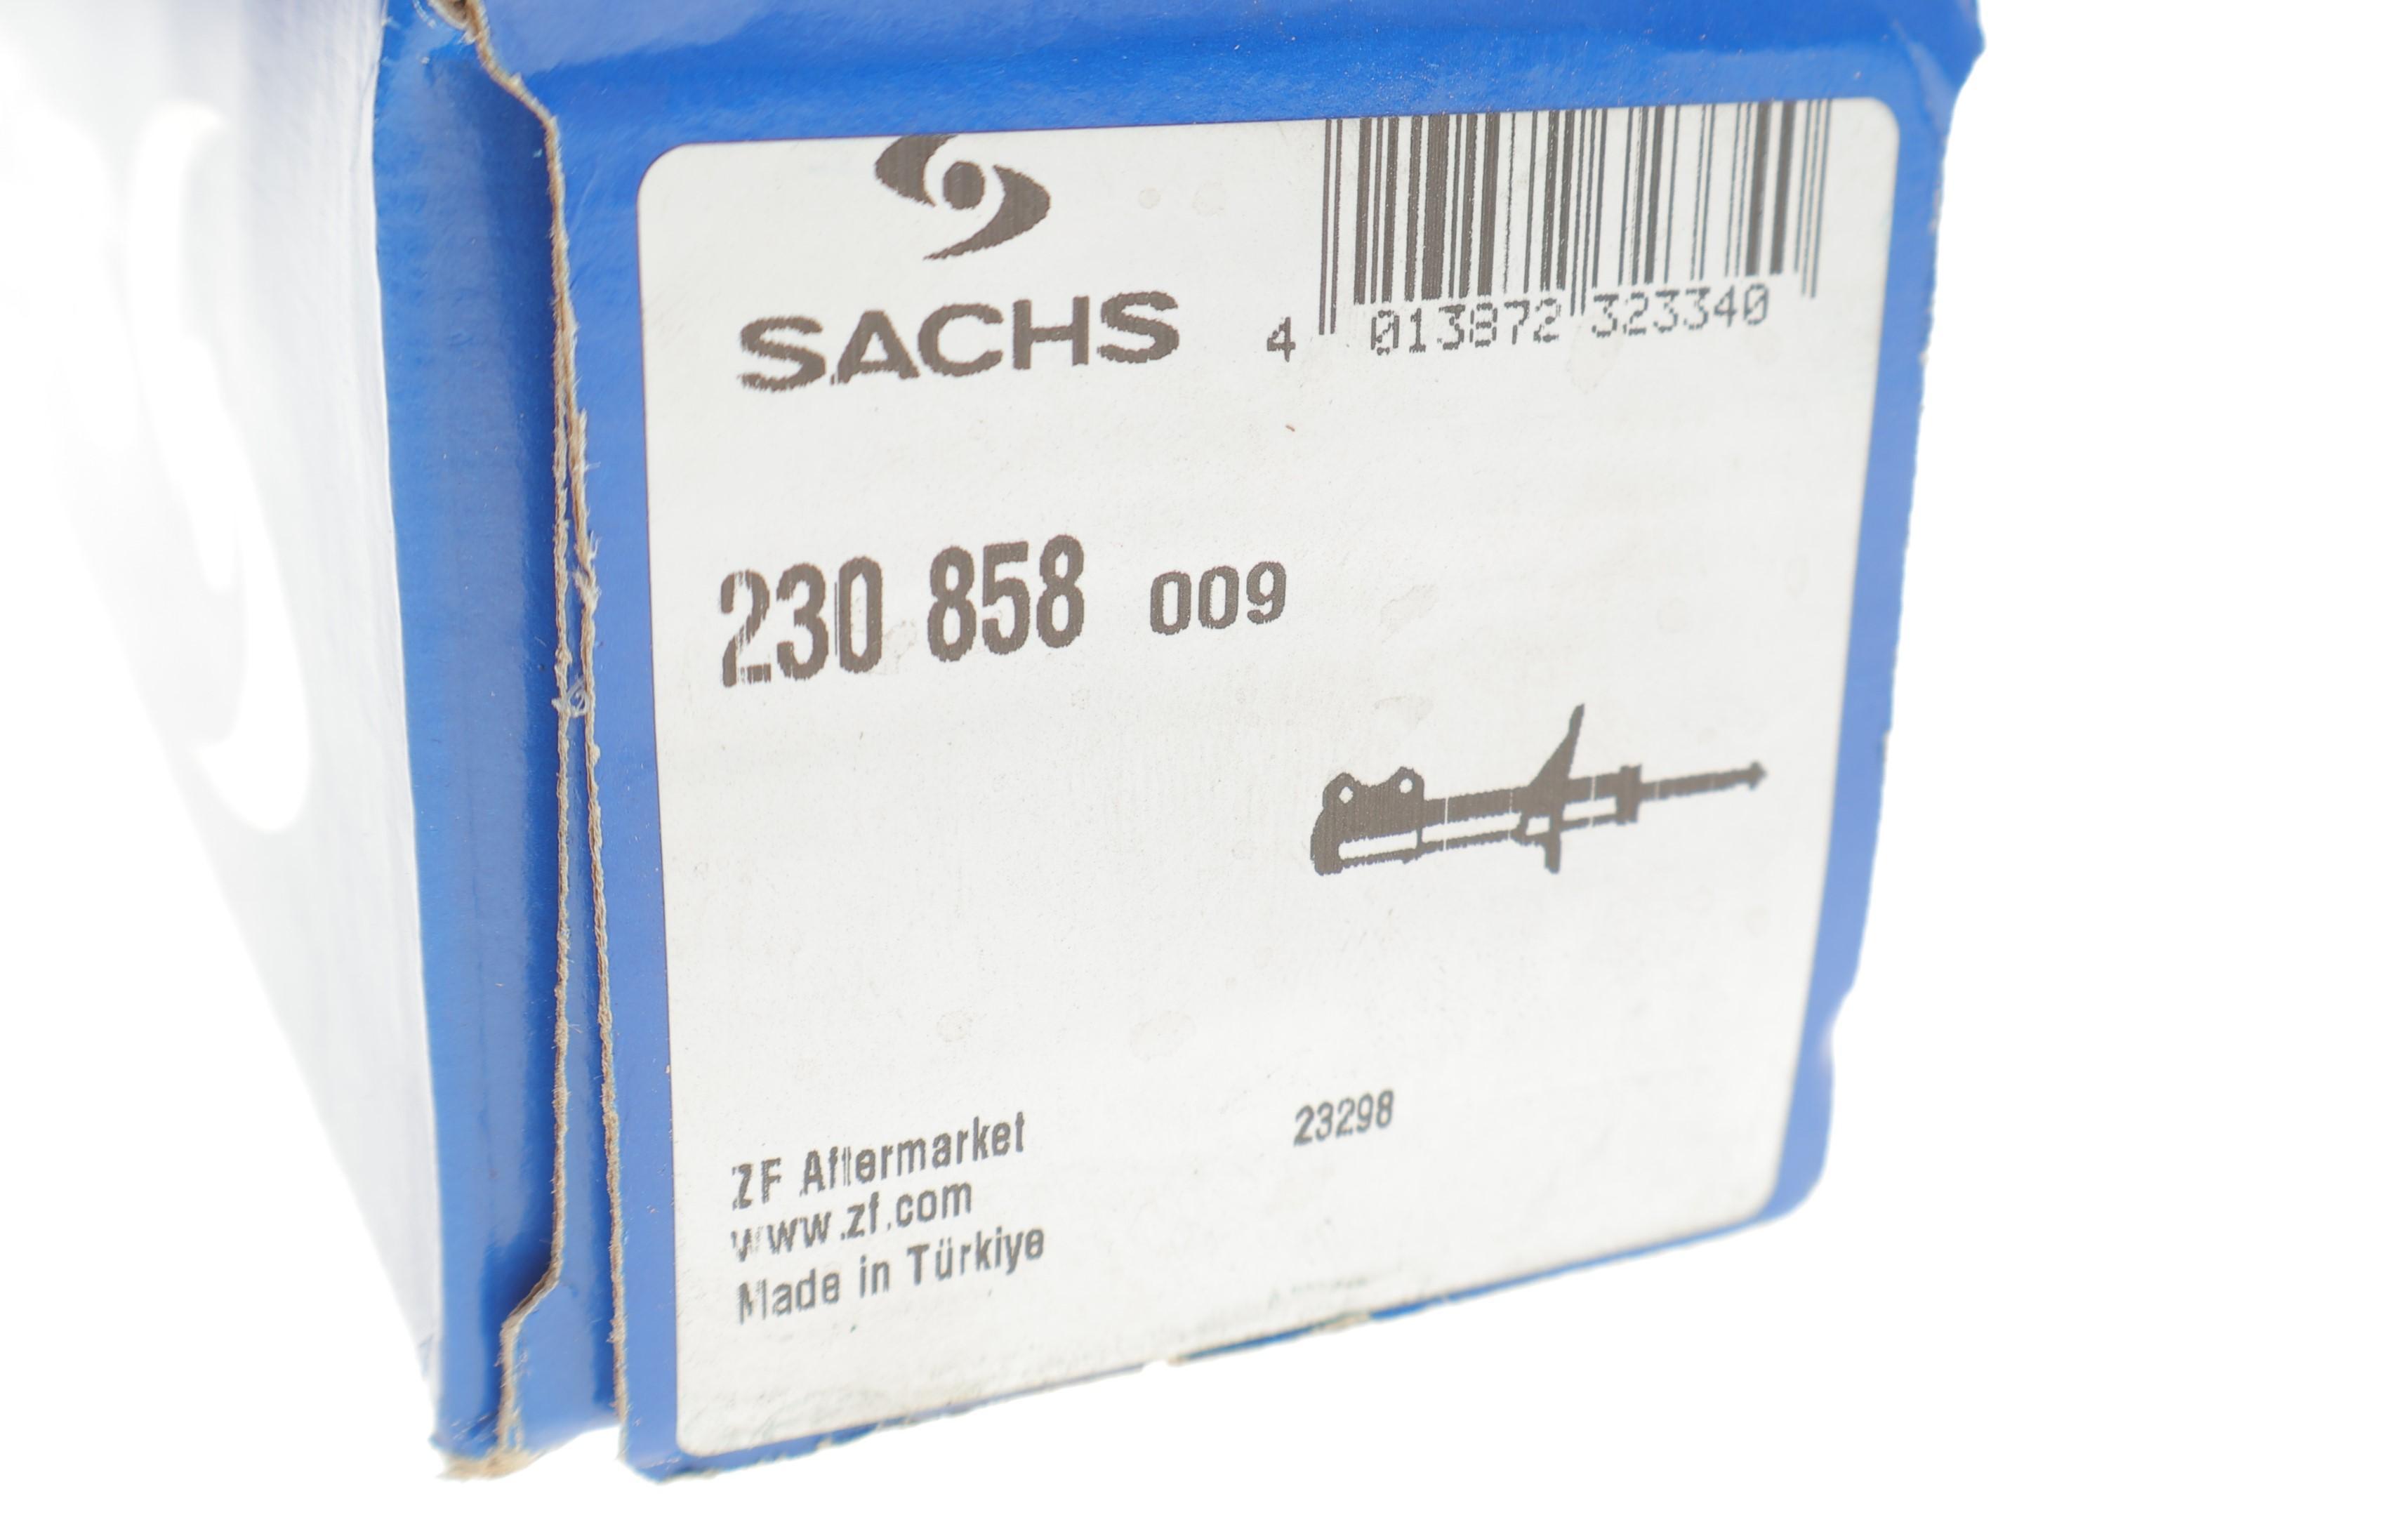 SACHS
4 013872 323340
230 858 009
23298
ZF Aftermarket
www.zf.com
Made in Türkiye